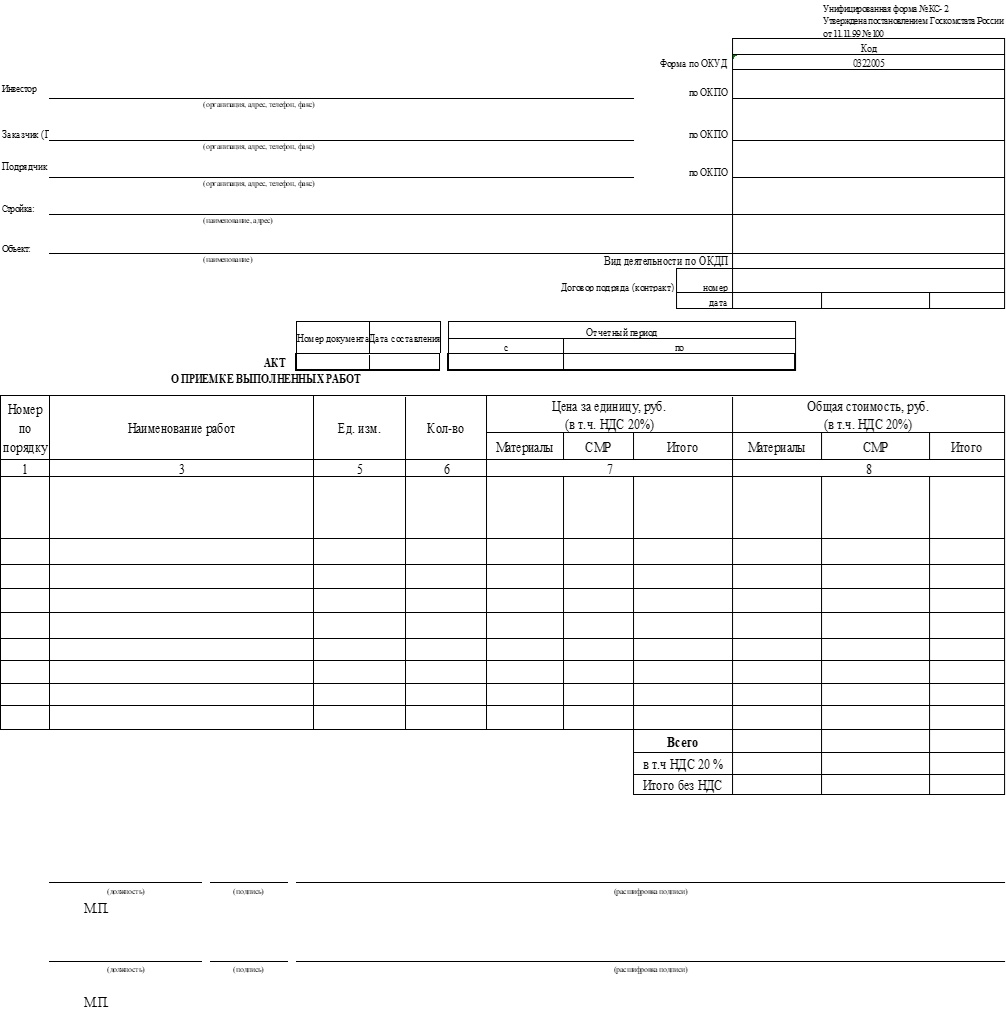 Унифицированная форма № КС- 2
Утверждена постановлением Госкомстата России
от 11.11.99 № 100
Код
Форма по ОКУД 0322005
Инвестор по ОКПО
(организация, адрес, телефон, факс)
Заказчик (Г по ОКПО
(организация, адрес, телефон, факс)
Подрядчик по ОКПО
(организация, адрес, телефон, факс)
Стройка:
(наименование, адрес)
Объект:
(наименование)
Вид деятельности по ОКДП
Договор подряда (контракт) номер
дата
Номер документа Дата составления Отчетный период
с по
АКТ
О ПРИЕМКЕ ВЫПОЛНЕННЫХ РАБОТ
Номер по порядку Наименование работ Ед. изм. Кол-во Цена за единицу, руб. (в т.ч. НДС 20%) Общая стоимость, руб. (в т.ч. НДС 20%)
Материалы СМР Итого Материалы СМР Итого
1 3 5 6 7 8
Всего
в т.ч НДС 20 %
Итого без НДС
(должность) (подпись) (расшифровка подписи)
М.П.
(должность) (подпись) (расшифровка подписи)
М.П.